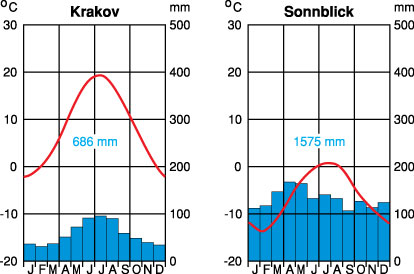 °C Krakov mm
30 500
20 400
10 300
686 mm
0 200
-10 100
-20 0
J F M A M J J A S O N D
°C Sonnblick mm
30 500
20 400
10 300
1575 mm
0 200
-10 100
-20 0
J F M A M J J A S O N D